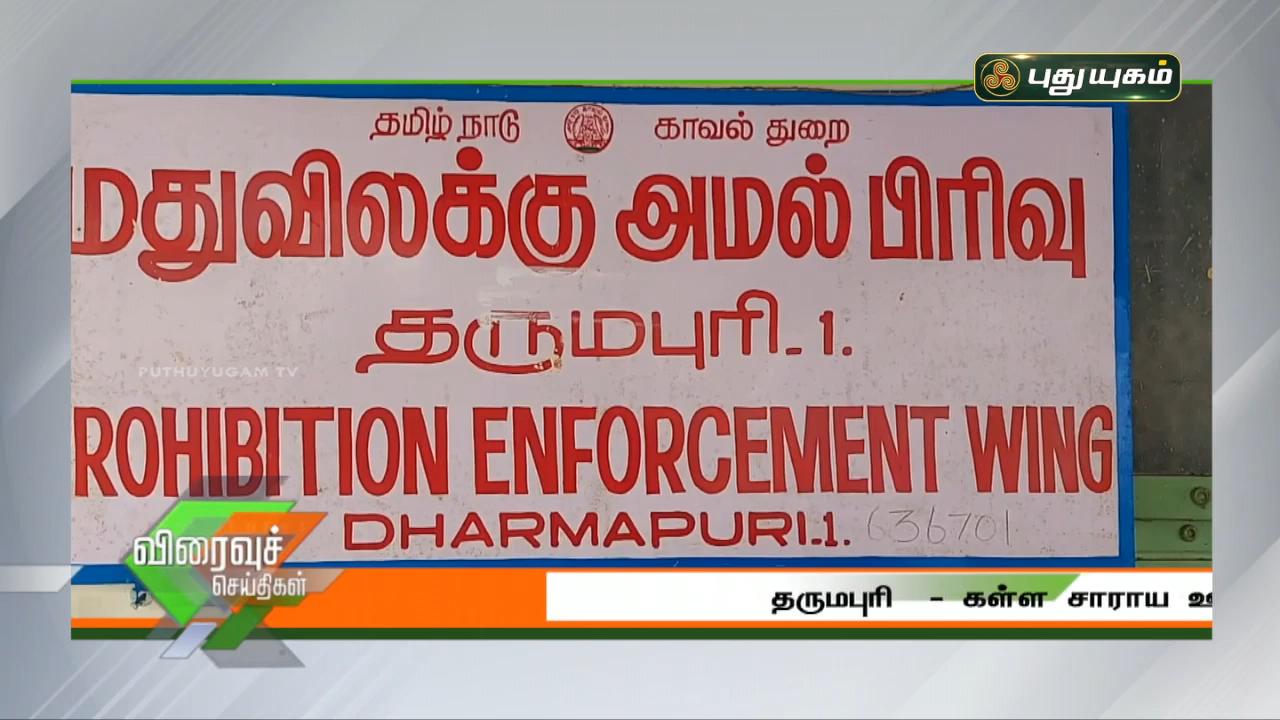 புதுயுகம்
தமிழ் நாடு காவல் துறை
மதுவிலக்கு அமல் பிரிவு
தருமபுரி-1.
PUTHUYUGAM TV
ROHIBITION ENFORCEMENT WING
DHARMAPURI-1. 636701
விரைவுச்
செய்திகள்
தருமபுரி - கள்ள சாராய